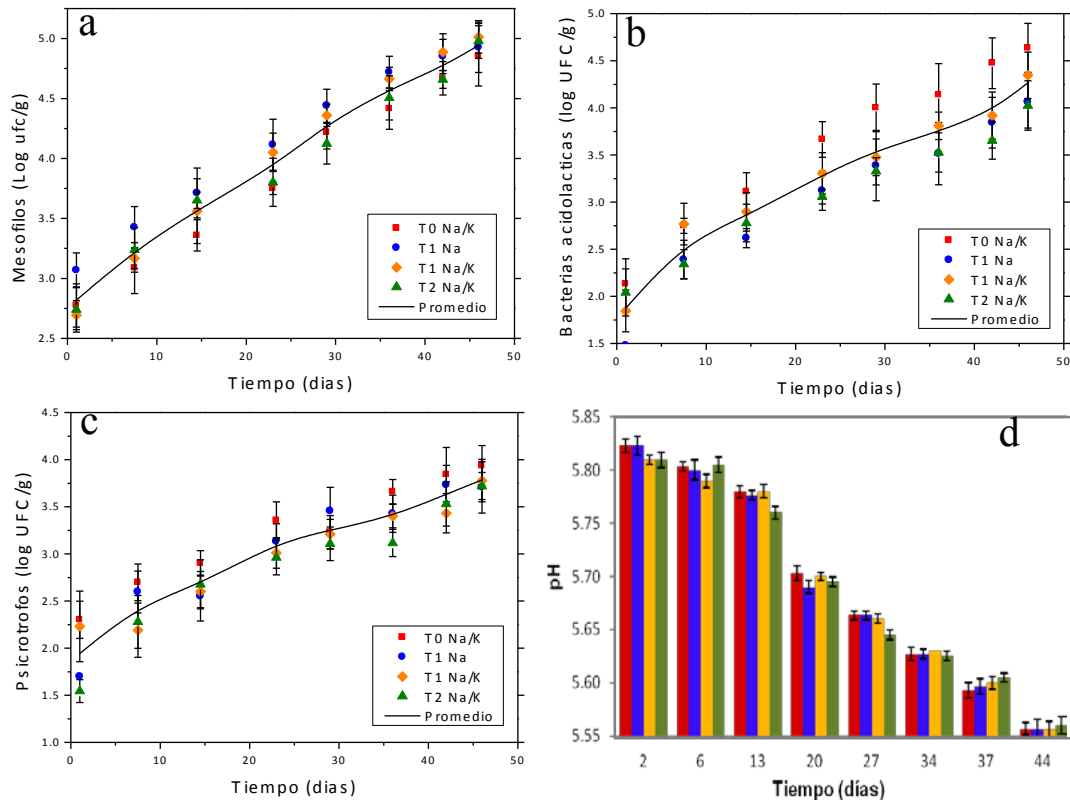 a
Mesofilos (Log ufc/g)
5.0
4.5
4.0
3.5
3.0
2.5
0 10 20 30 40 50
Tiempo (dias)
T0 Na/K
T1 Na
T1 Na/K
T2 Na/K
Promedio
b
Bacterias acidolacticas (log UFC/g)
5.0
4.5
4.0
3.5
3.0
2.5
2.0
1.5
0 10 20 30 40 50
Tiempo (dias)
T0 Na/K
T1 Na
T1 Na/K
T2 Na/K
Promedio
c
Psicrotrofos (log UFC/g)
4.5
4.0
3.5
3.0
2.5
2.0
1.5
1.0
0 10 20 30 40 50
Tiempo (dias)
T0 Na/K
T1 Na
T1 Na/K
T2 Na/K
Promedio
d
pH
5.85
5.80
5.75
5.70
5.65
5.60
5.55
2 6 13 20 27 34 37 44
Tiempo (días)